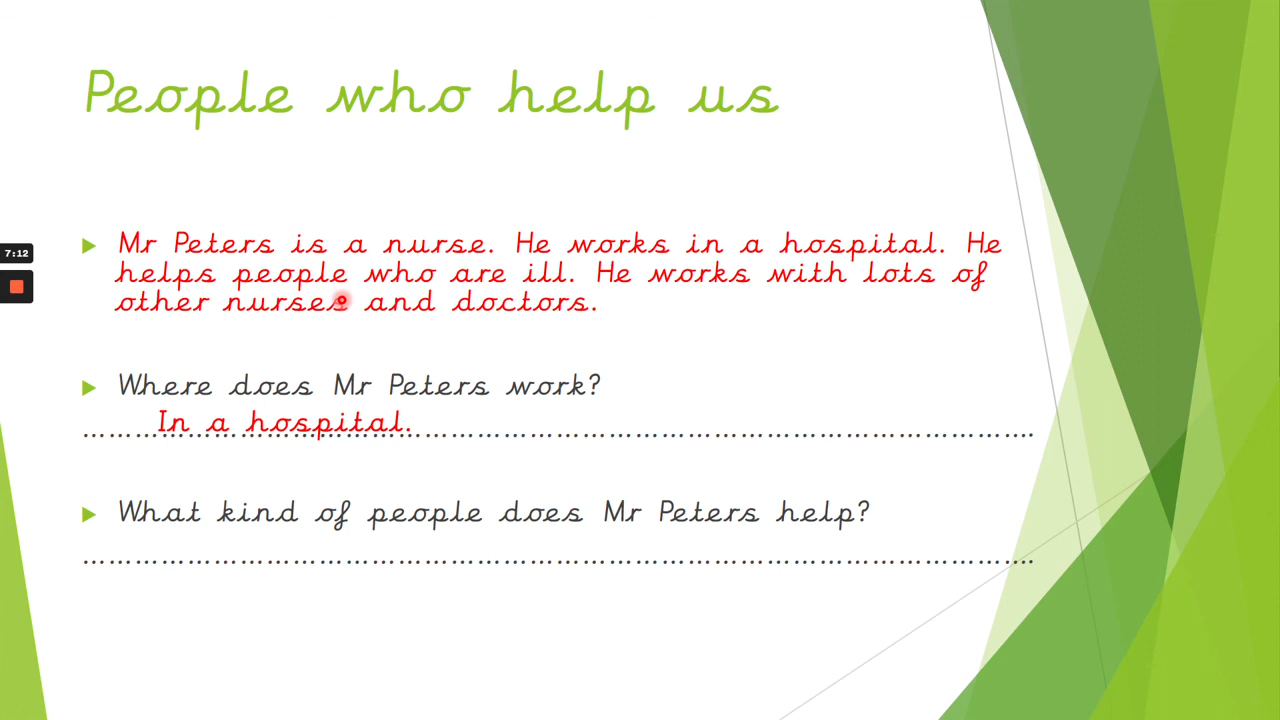 People who help us
7:12
Mr Peters is a nurse. He works in a hospital. He
helps people who are ill. He works with lots of
other nurses and doctors.
Where does Mr Peters work?
In a hospital.
What kind of people does Mr Peters help?